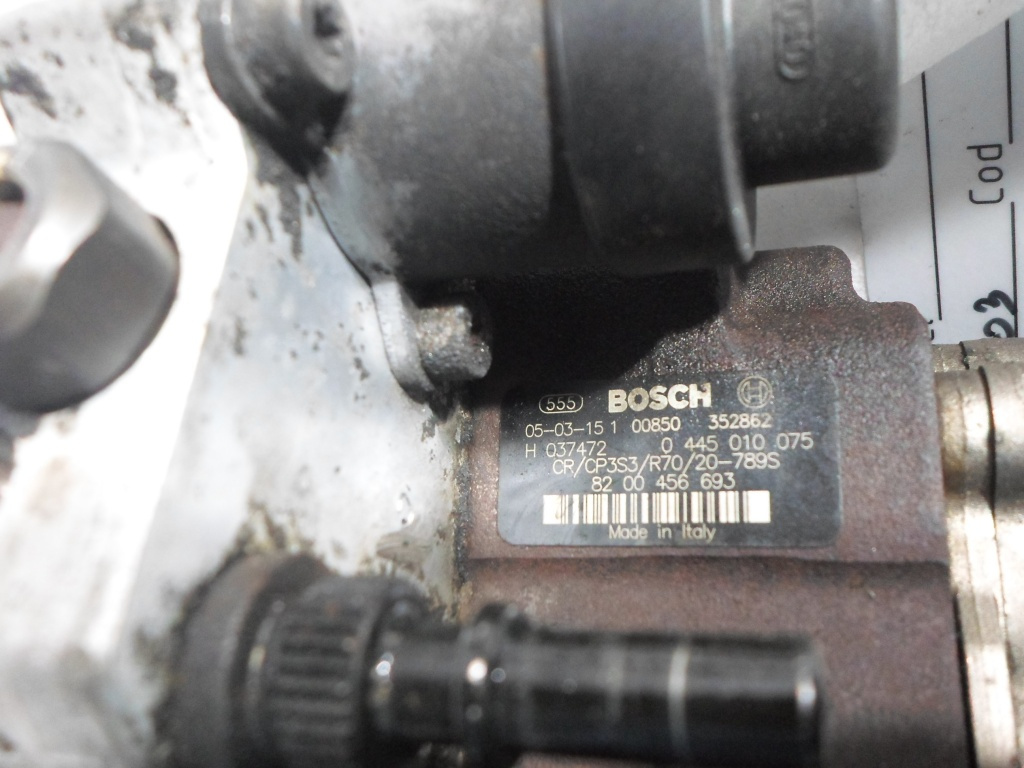 555 BOSCH
05-03-15 1 00850 352862
H 037472 0 445 010 075
CR/CP3S3/R70/20-789S
82 00 456 693
Made in Italy
Cod